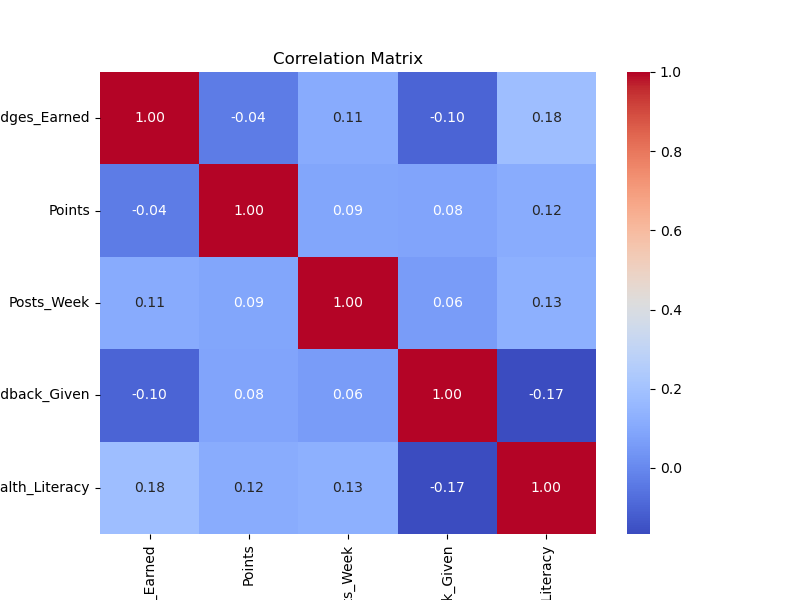 Correlation Matrix
dges_Earned 1.00 -0.04 0.11 -0.10 0.18
Points -0.04 1.00 0.09 0.08 0.12
Posts_Week 0.11 0.09 1.00 0.06 0.13
dback_Given -0.10 0.08 0.06 1.00 -0.17
alth_Literacy 0.18 0.12 0.13 -0.17 1.00
_Earned
Points
ts_Week
k_Given
Literacy
1.0
0.8
0.6
0.4
0.2
0.0